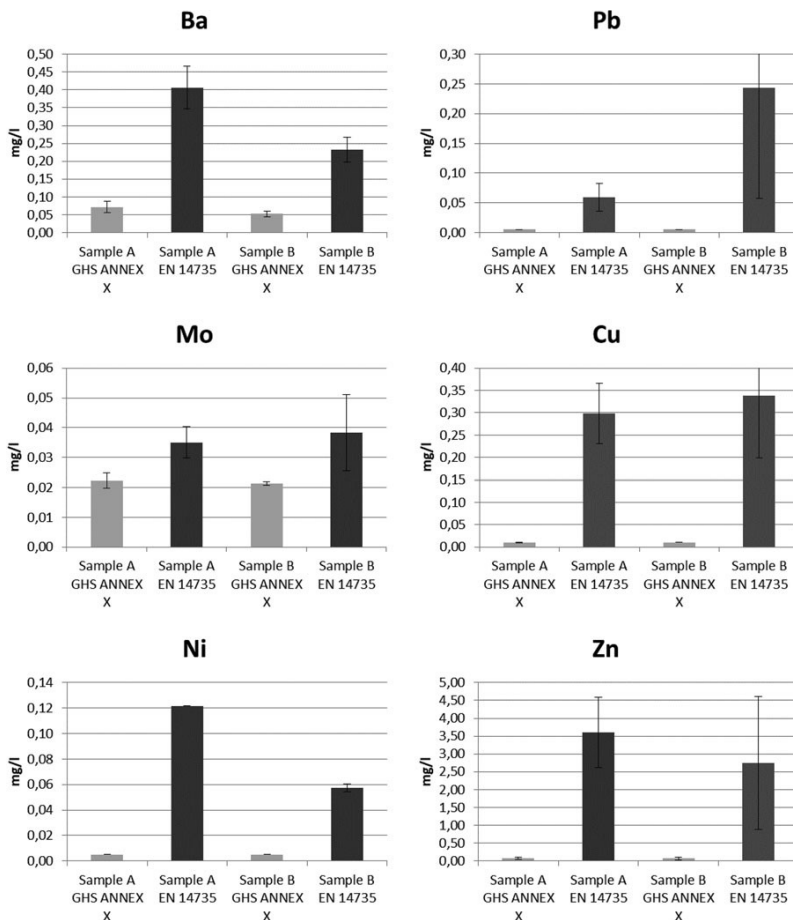 Ba
0,50
0,45
0,40
0,35
0,30
0,25
0,20
0,15
0,10
0,05
0,00
mg/l
Sample A Sample A Sample B Sample B
GHS ANNEX EN 14735 GHS ANNEX EN 14735
X X
Pb
0,30
0,25
0,20
0,15
0,10
0,05
0,00
mg/l
Sample A Sample A Sample B Sample B
GHS ANNEX EN 14735 GHS ANNEX EN 14735
X X
Mo
0,06
0,05
0,04
0,03
0,02
0,01
0,00
mg/l
Sample A Sample A Sample B Sample B
GHS ANNEX EN 14735 GHS ANNEX EN 14735
X X
Cu
0,40
0,35
0,30
0,25
0,20
0,15
0,10
0,05
0,00
mg/l
Sample A Sample A Sample B Sample B
GHS ANNEX EN 14735 GHS ANNEX EN 14735
X X
Ni
0,14
0,12
0,10
0,08
0,06
0,04
0,02
0,00
mg/l
Sample A Sample A Sample B Sample B
GHS ANNEX EN 14735 GHS ANNEX EN 14735
X X
Zn
5,00
4,50
4,00
3,50
3,00
2,50
2,00
1,50
1,00
0,50
0,00
mg/l
Sample A Sample A Sample B Sample B
GHS ANNEX EN 14735 GHS ANNEX EN 14735
X X